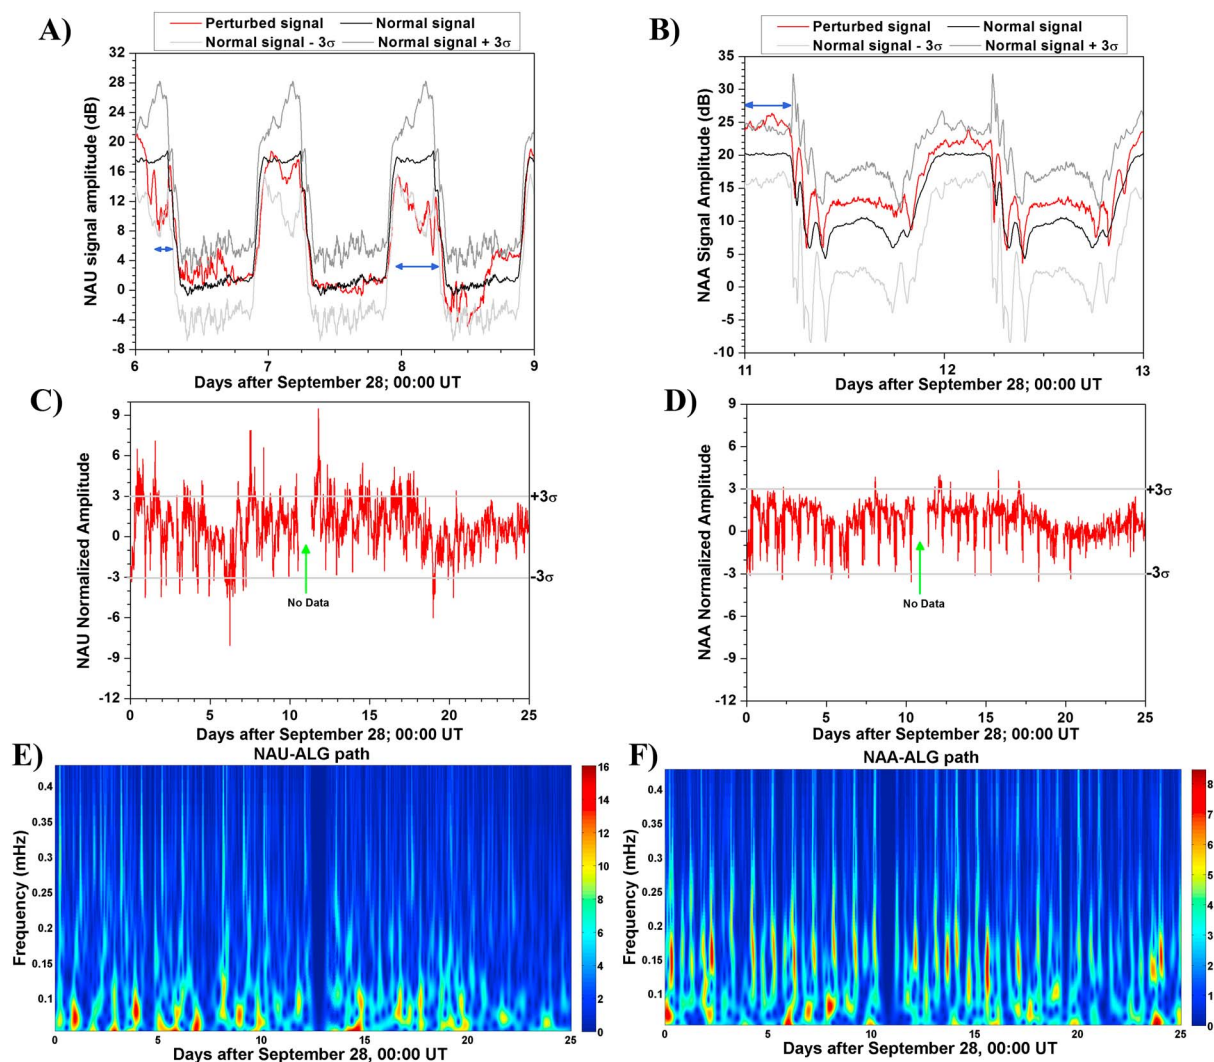 A)
Perturbed signal Normal signal
Normal signal - 3σ Normal signal + 3σ
32
28
24
20
16
12
8
4
0
-4
-8
NAU signal amplitude (dB)
6 7 8 9
Days after September 28; 00:00 UT
B)
Perturbed signal Normal signal
Normal signal - 3σ Normal signal + 3σ
35
30
25
20
15
10
5
0
-5
-10
NAA Signal Amplitude (dB)
11 12 13
Days after September 28; 00:00 UT
C)
9
6
3
0
-3
-6
-9
-12
NAU Normalized Amplitude
+3σ
-3σ
No Data
0 5 10 15 20 25
Days after September 28; 00:00 UT
D)
9
6
3
0
-3
-6
-9
-12
NAA Normalized Amplitude
+3σ
-3σ
No Data
0 5 10 15 20 25
Days after September 28; 00:00 UT
E)
NAU-ALG path
0.4
0.3
0.25
0.2
0.15
0.1
Frequency (mHz)
0 5 10 15 20 25
Days after September 28, 00:00 UT
16
14
12
10
8
6
4
2
0
F)
NAA-ALG path
0.4
0.3
0.25
0.2
0.15
0.1
Frequency (mHz)
0 5 10 15 20 25
Days after September 28, 00:00 UT
8
7
6
5
4
3
2
1
0